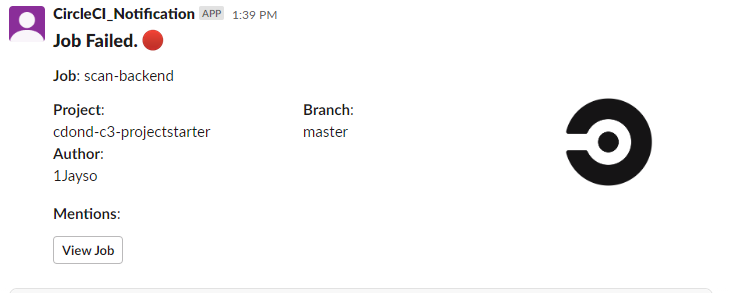 CircleCI_Notification APP 1:39 PM
Job Failed.
Job: scan-backend
Project:
cdond-c3-projectstarter
Branch:
master
Author:
1Jayso
Mentions:
View Job